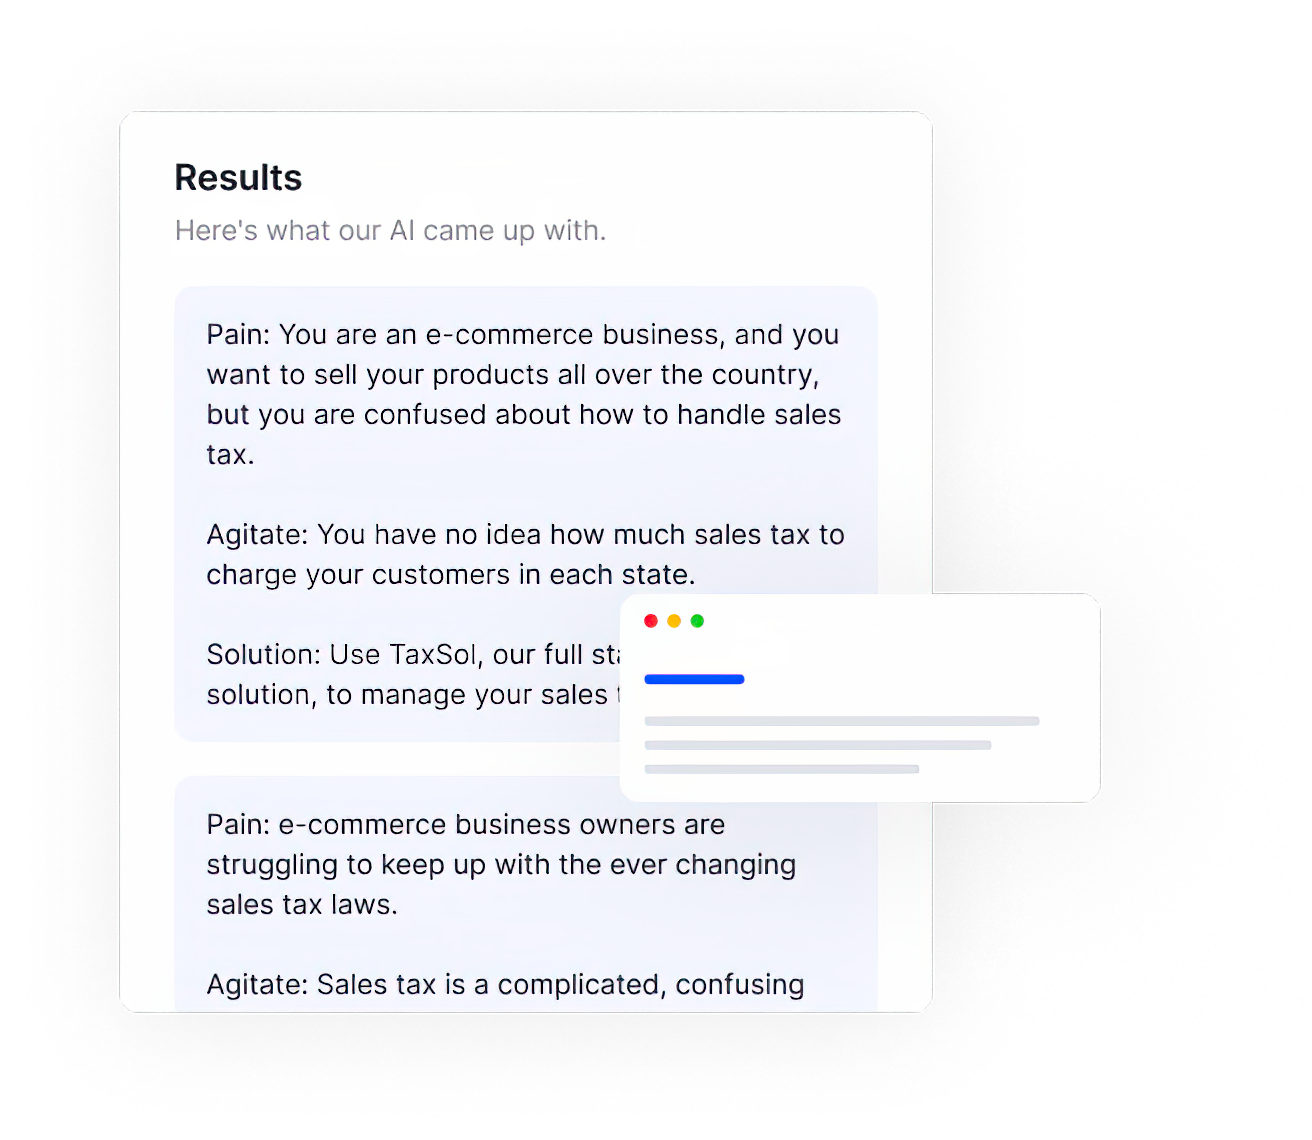 Results
Here's what our AI came up with.
Pain: You are an e-commerce business, and you
want to sell your products all over the country,
but you are confused about how to handle sales
tax.
Agitate: You have no idea how much sales tax to
charge your customers in each state.
Solution: Use TaxSol, our full
solution, to manage your sales
Pain: e-commerce business owners are
struggling to keep up with the ever changing
sales tax laws.
Agitate: Sales tax is a complicated, confusing